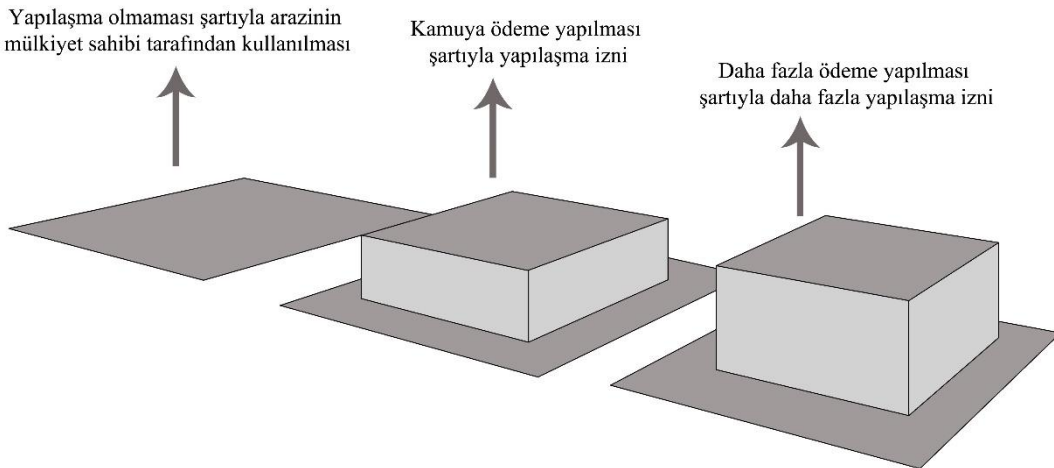 Yapılaşma olmaması şartıyla arazinin
mülkiyet sahibi tarafından kullanılması
Kamuya ödeme yapılması
şartıyla yapılaşma izni
Daha fazla ödeme yapılması
şartıyla daha fazla yapılaşma izni